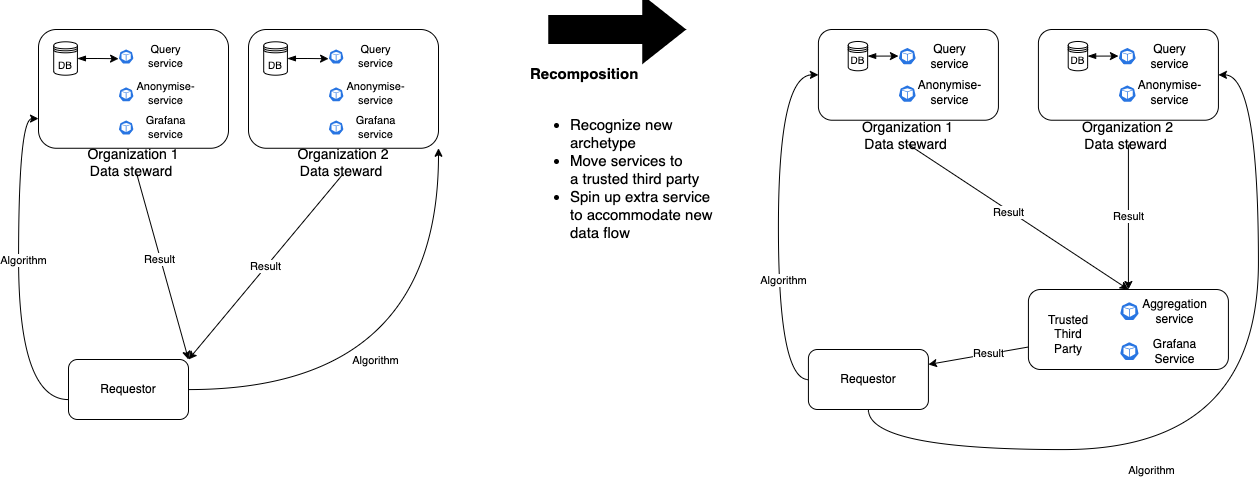 DB
Query
service
Anonymise-
service
Grafana
service
Organization 1
Data steward
DB
Query
service
Anonymise-
service
Grafana
service
Organization 2
Data steward
Algorithm
Result
Result
Algorithm
Requestor
Recomposition
• Recognize new
archetype
• Move services to
a trusted third party
• Spin up extra service
to accommodate new
data flow
DB
Query
service
Anonymise-
service
Organization 1
Data steward
DB
Query
service
Anonymise-
service
Organization 2
Data steward
Result
Result
Algorithm
Trusted
Third
Party
Aggregation
service
Grafana
Service
Result
Requestor
Algorithm